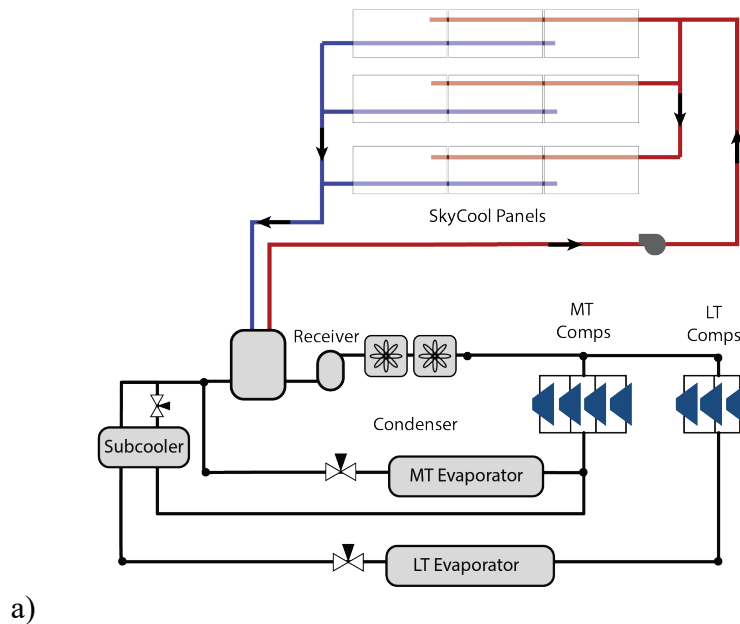 SkyCool Panels
Receiver
MT
Comps
LT
Comps
Condenser
Subcooler
MT Evaporator
LT Evaporator
a)